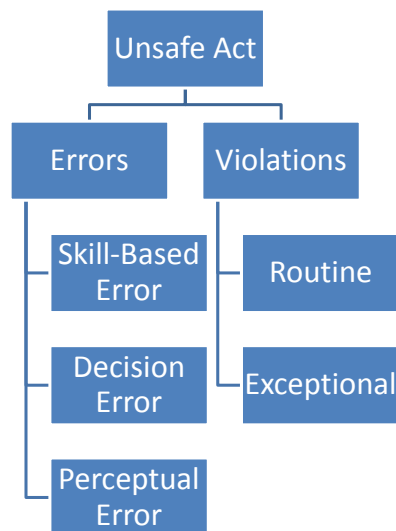 Unsafe Act
Errors
Violations
Skill-Based
Error
Routine
Decision
Error
Exceptional
Perceptual
Error